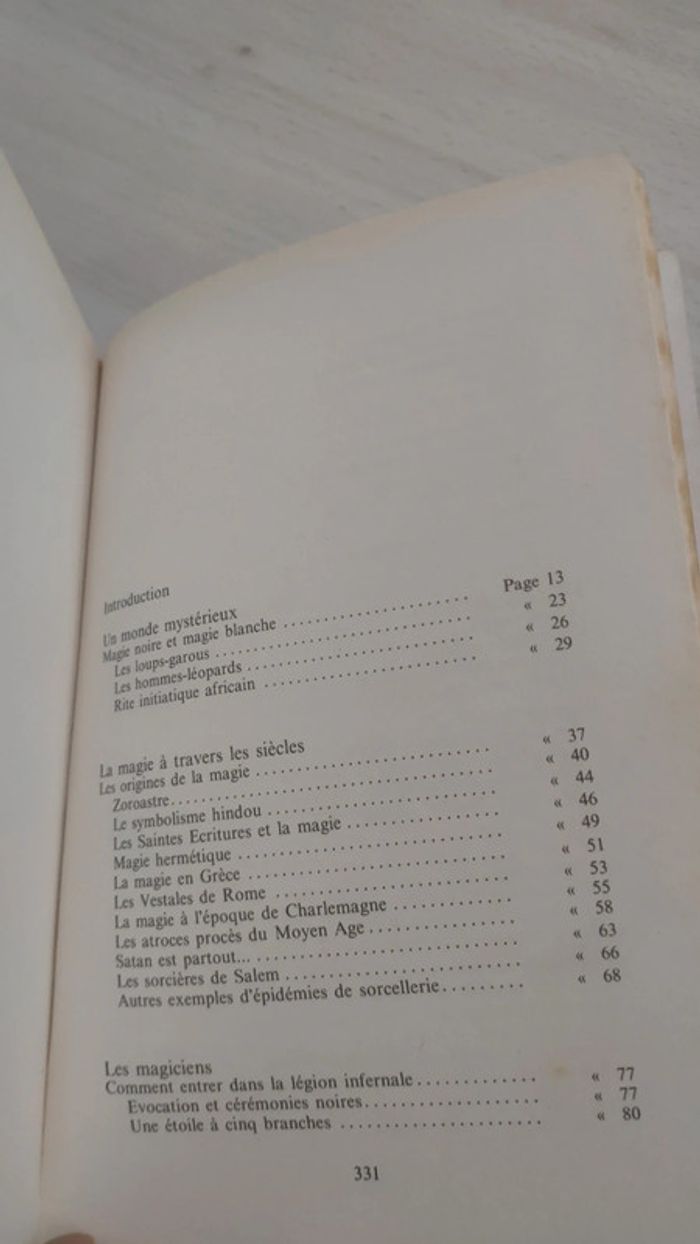 Introduction
Un monde mystérieux
Magie noire et magie blanche ........................ Page 13
Les loups-garous ................................ « 23
Les hommes-léopards ............................ « 26
Rite initiatique africain .......................... « 29
La magie à travers les siècles
Les origines de la magie ............................ « 37
Zoroastre...................................... « 40
Le symbolisme hindou .......................... « 44
Les Saintes Ecritures et la magie .................. « 46
Magie hermétique .............................. « 49
La magie en Grèce .............................. « 51
Les Vestales de Rome .......................... « 53
La magie à l'époque de Charlemagne ............ « 55
Les atroces procès du Moyen Age ................ « 58
Satan est partout... ............................ « 63
Les sorcières de Salem .......................... « 66
Autres exemples d'épidémies de sorcellerie......... « 68
Les magiciens
Comment entrer dans la légion infernale ............. « 77
Evocation et cérémonies noires................... « 77
Une étoile à cinq branches ...................... « 80
331